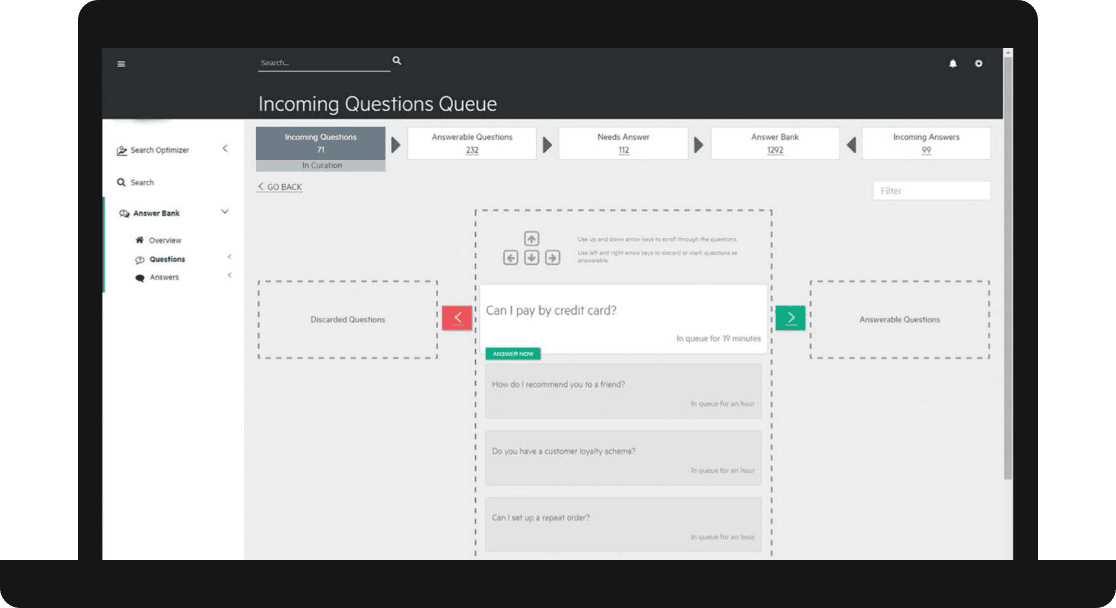 Search...
Incoming Questions Queue
Search Optimizer
Search
Answer Bank
Overview
Questions
Answers
Incoming Questions
71
In Curation
Answerable Questions
232
Needs Answer
112
Answer Bank
1292
Incoming Answers
99
GO BACK
Filter
Use up and down arrow keys to scroll through the questions.
Use left and right arrow keys to discard or mark questions as
answerable.
Discarded Questions
Can I pay by credit card?
In queue for 19 minutes
ANSWER NOW
Answerable Questions
How do I recommend you to a friend?
In queue for an hour
Do you have a customer loyalty scheme?
In queue for an hour
Can I set up a repeat order?
In queue for an hour